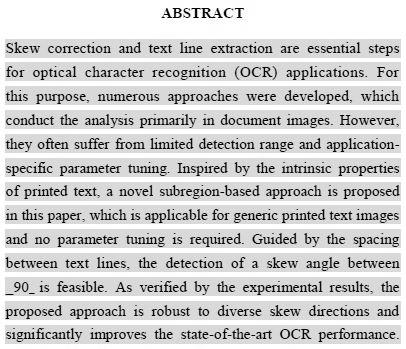 ABSTRACT
Skew correction and text line extraction are essential steps
for optical character recognition (OCR) applications. For
this purpose, numerous approaches were developed, which
conduct the analysis primarily in document images. However,
they often suffer from limited detection range and application-
specific parameter tuning. Inspired by the intrinsic properties
of printed text, a novel subregion-based approach is proposed
in this paper, which is applicable for generic printed text images
and no parameter tuning is required. Guided by the spacing
between text lines, the detection of a skew angle between
_90_ is feasible. As verified by the experimental results, the
proposed approach is robust to diverse skew directions and
significantly improves the state-of-the-art OCR performance.